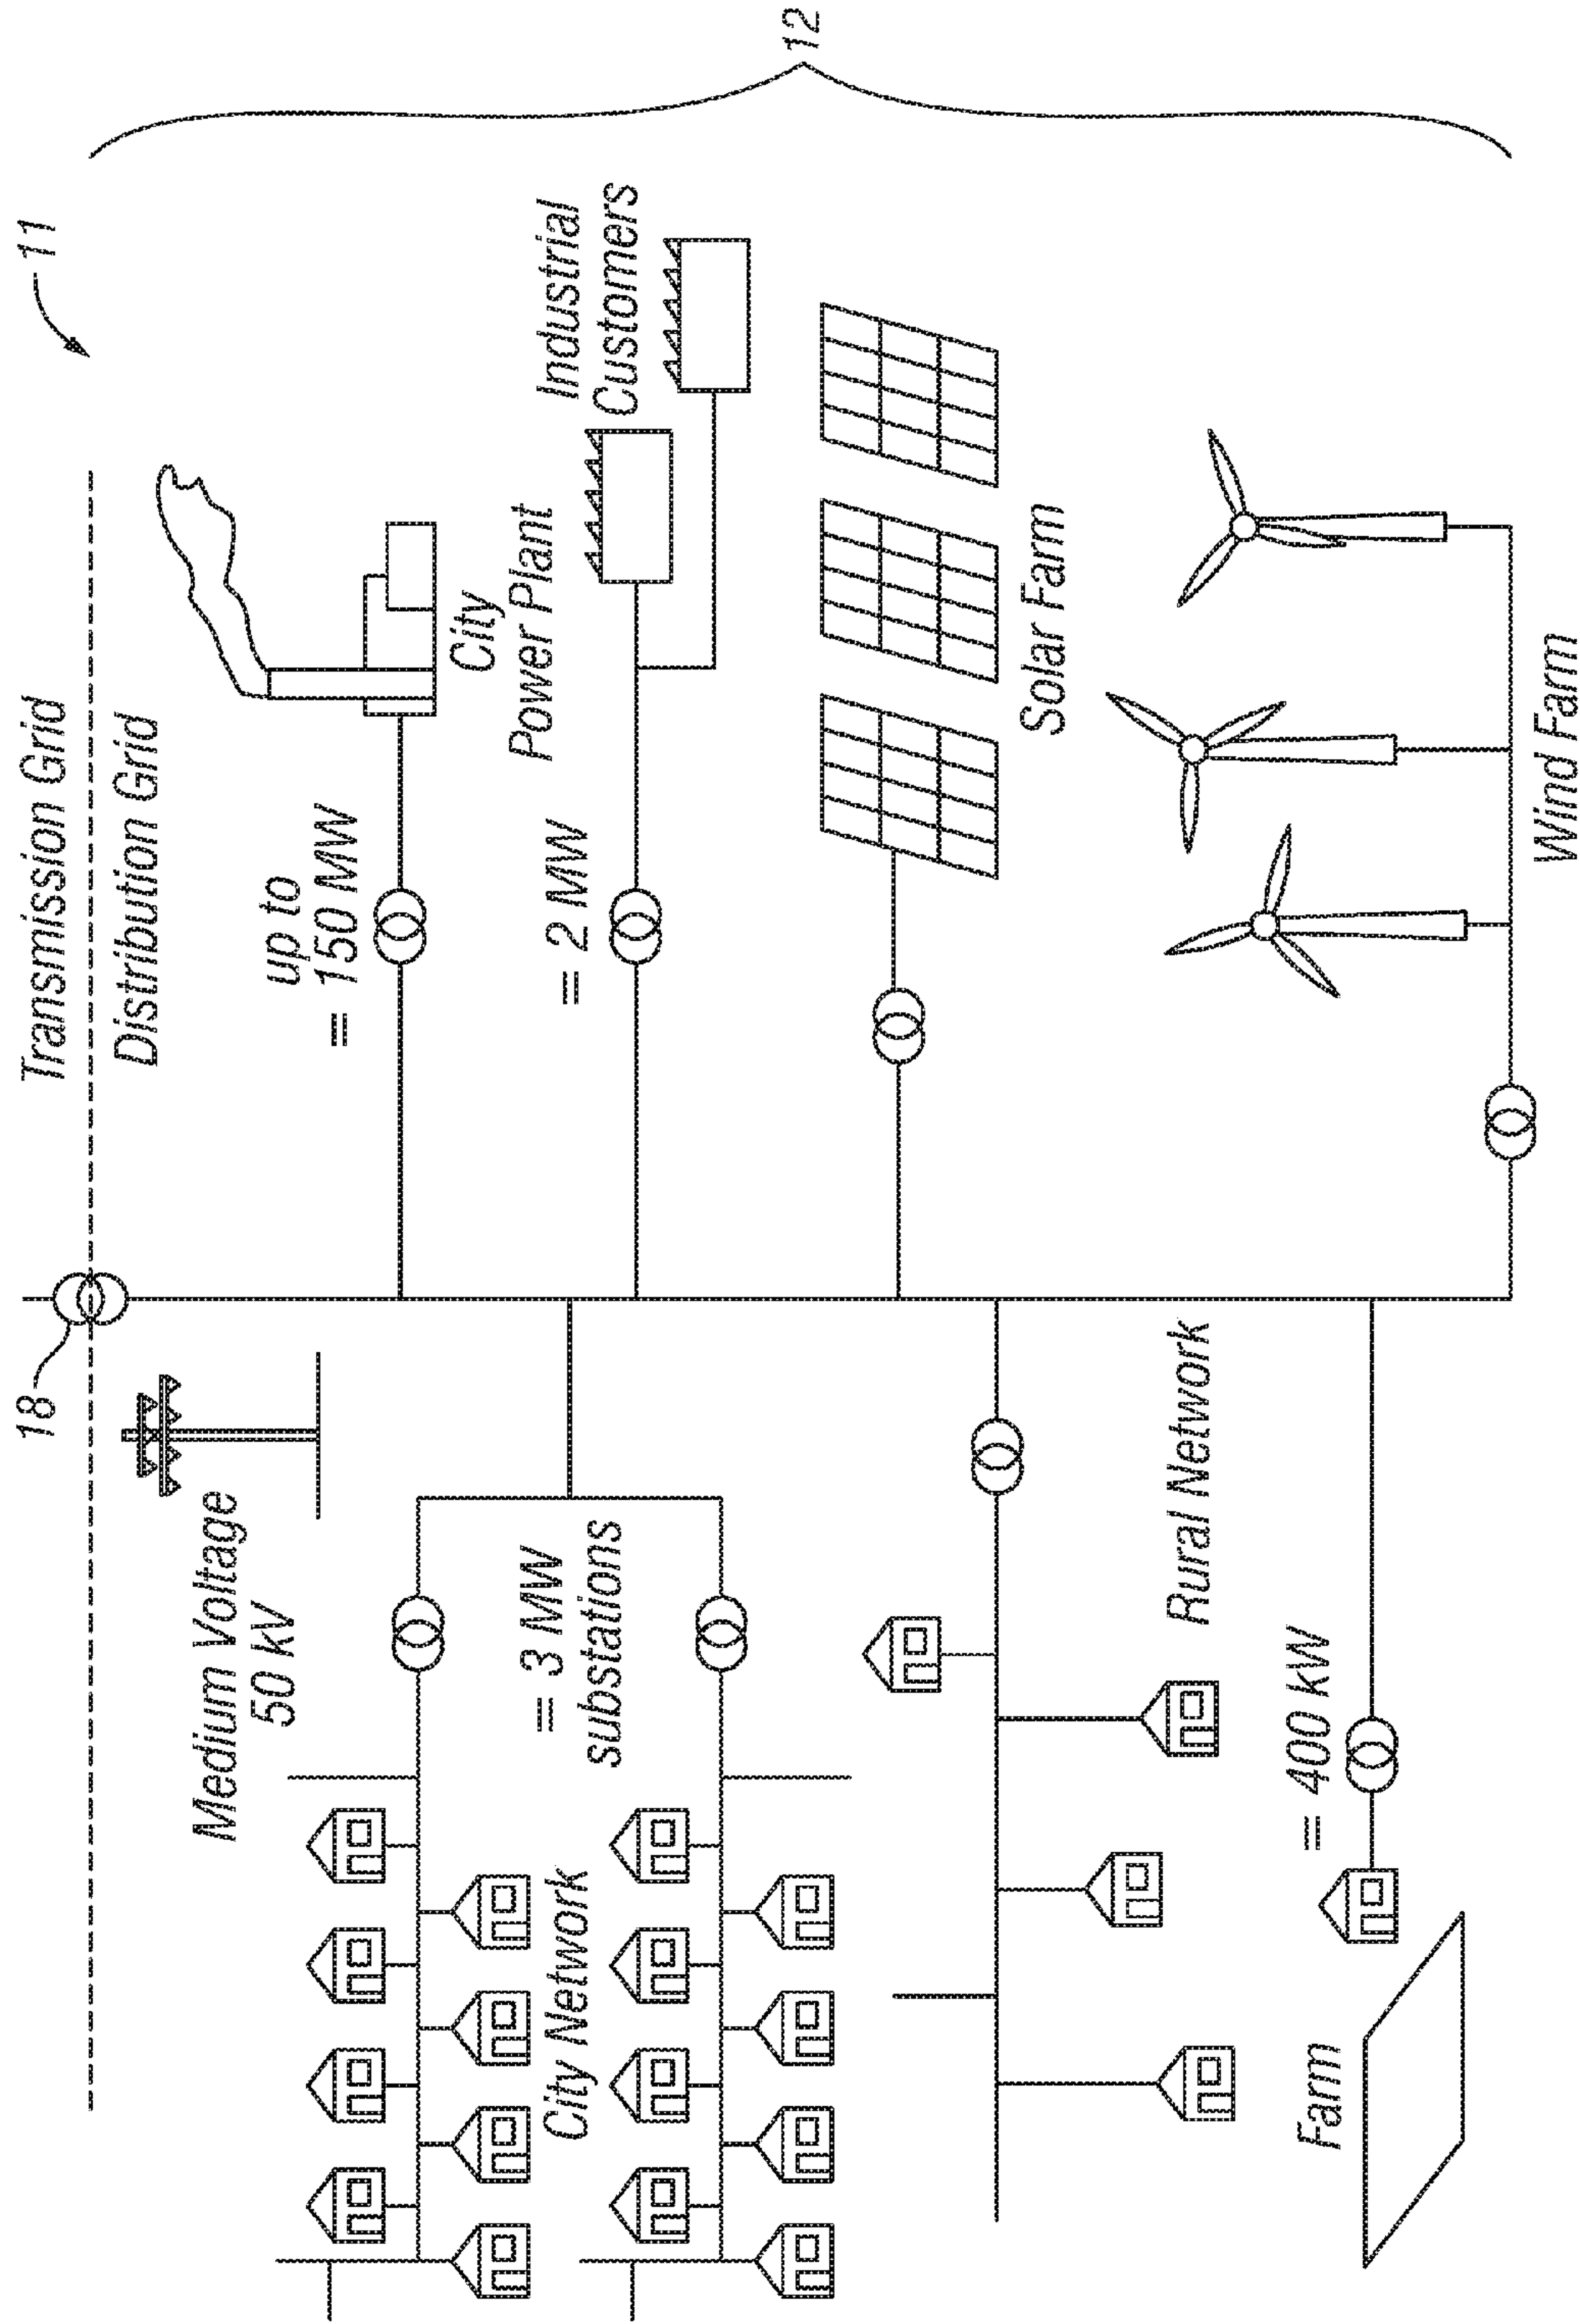 11
Transmission Grid
Distribution Grid
18
Medium Voltage
50 kV
up to
= 150 MW
City
Power Plant
= 2 MW
Industrial
Customers
= 3 MW
substations
City Network
12
Solar Farm
Rural Network
= 400 kW
Farm
Wind Farm